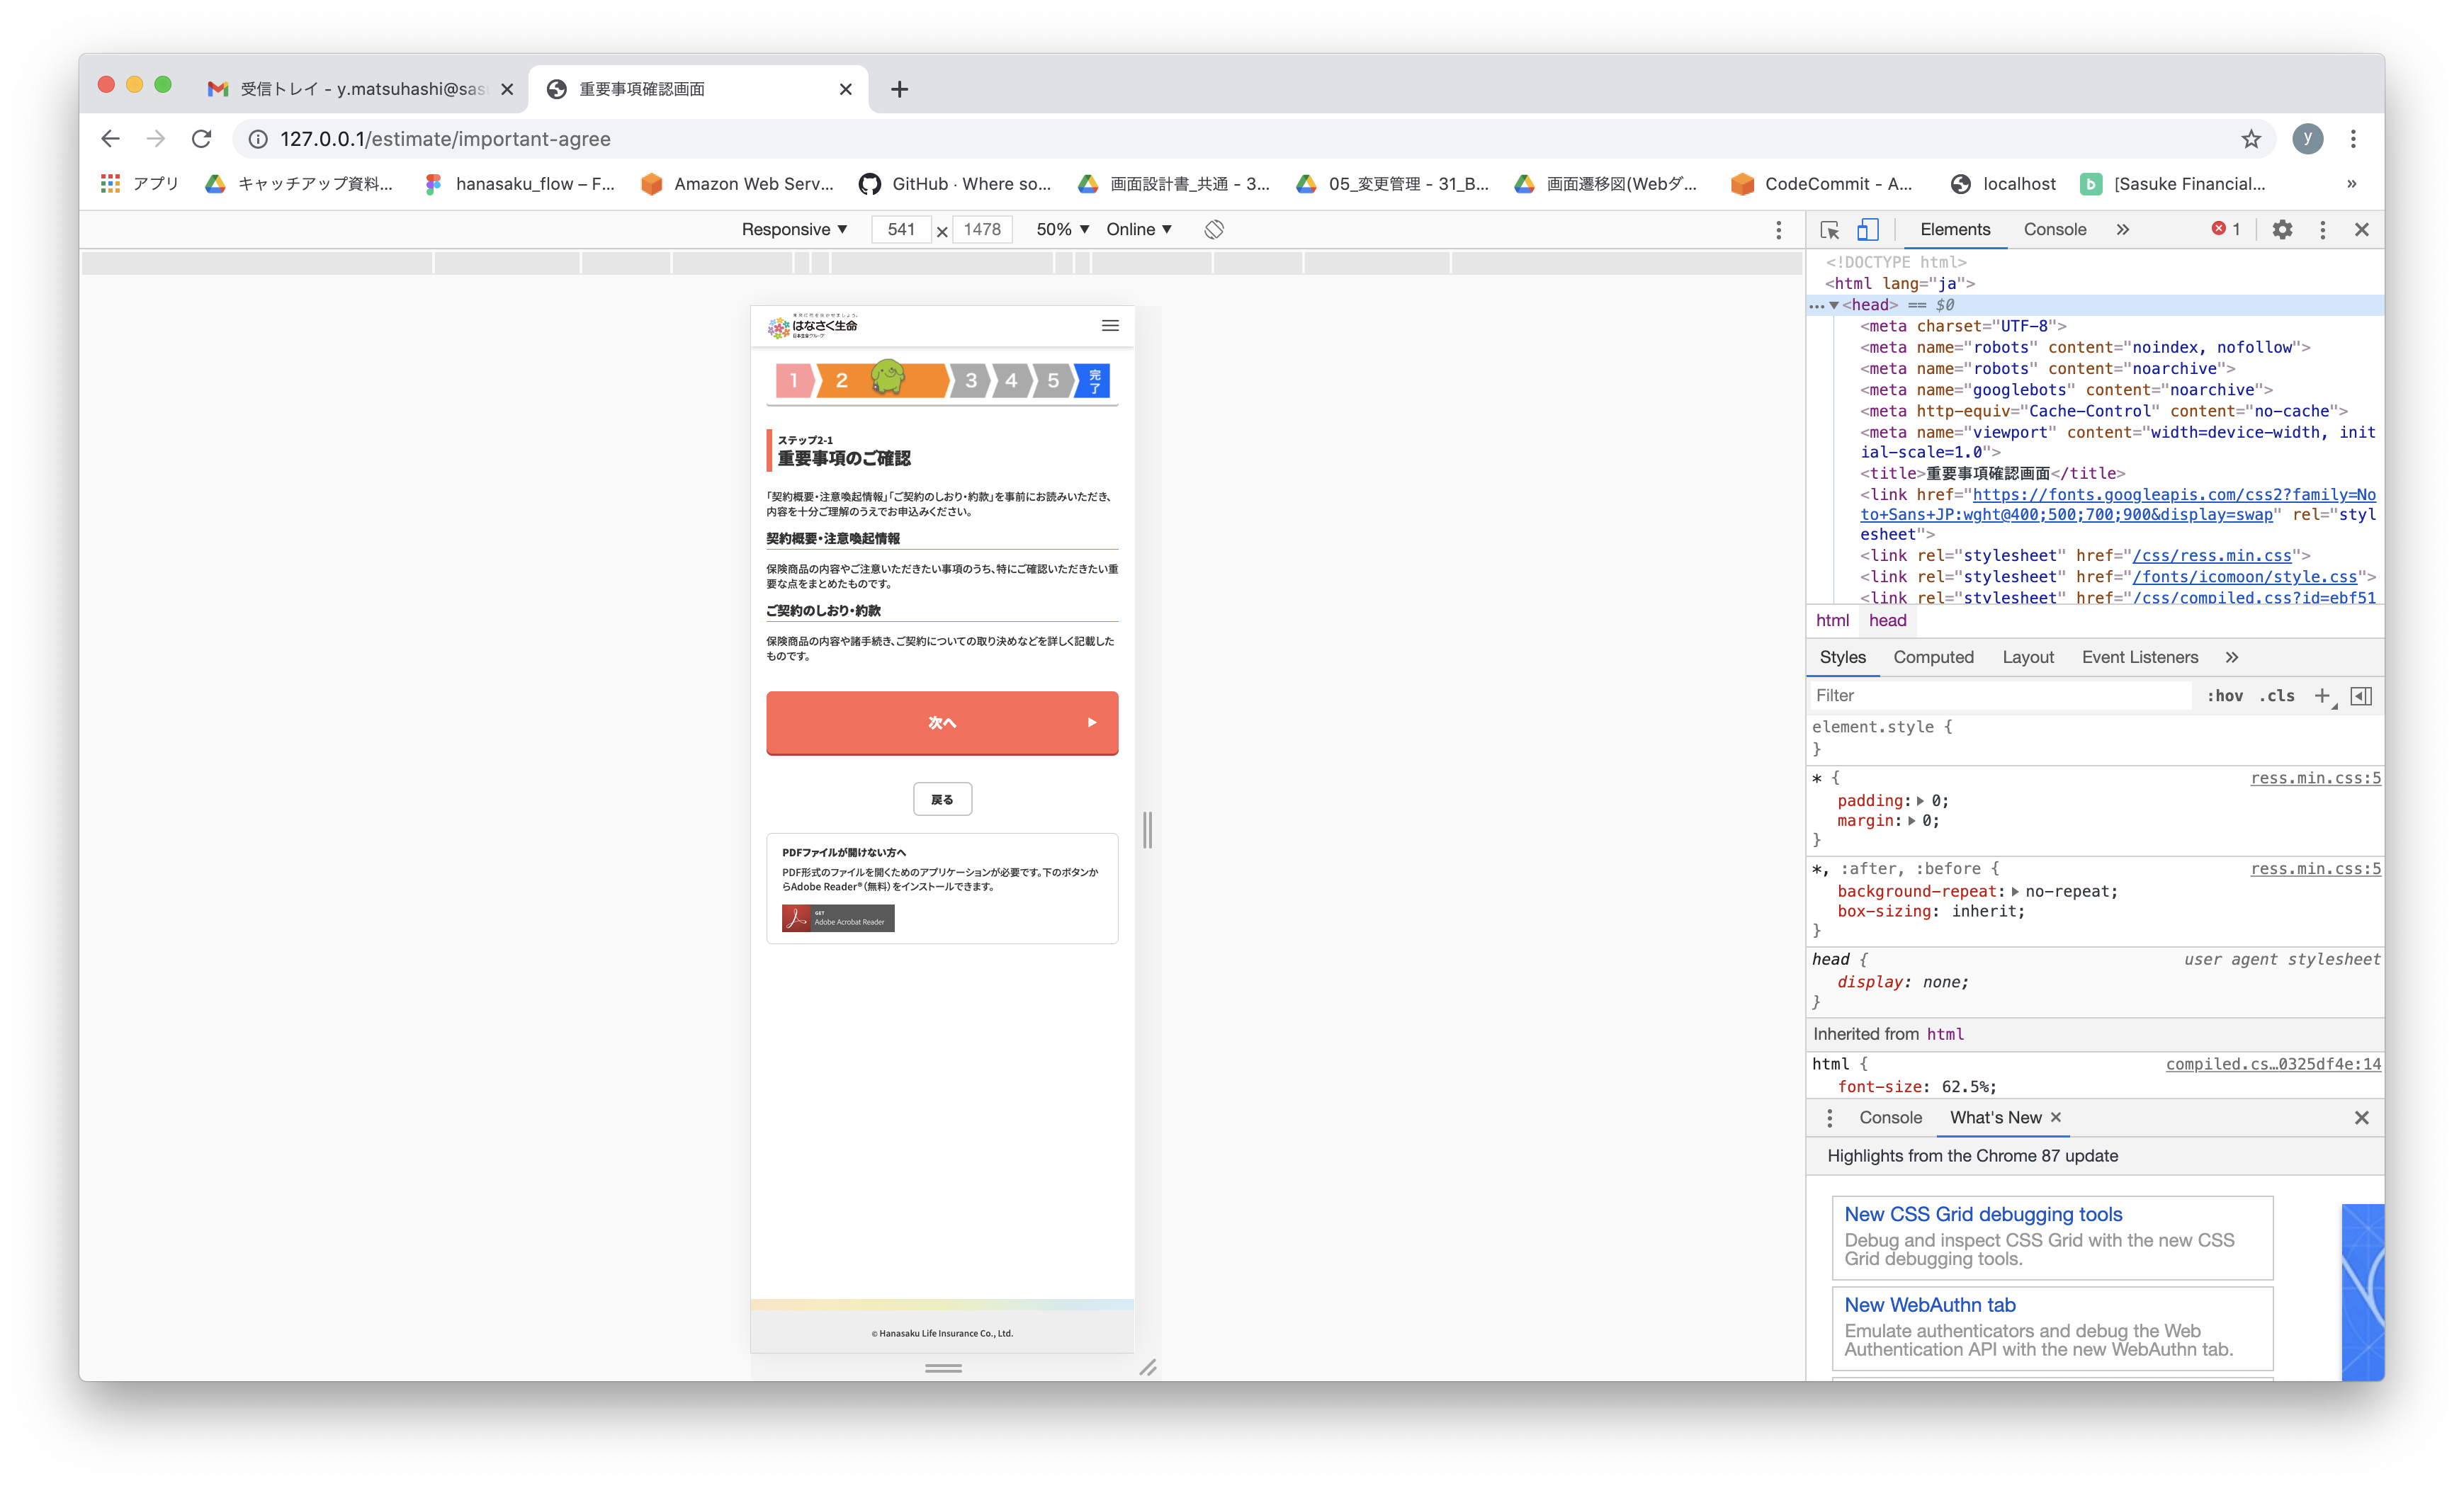 受信トレイ - y.matsuhashi@sas
重要事項確認画面
127.0.0.1/estimate/important-agree
y
アプリ
キャッチアップ資料...
hanasaku_flow – F...
Amazon Web Serv...
GitHub · Where so...
画面設計書_共通 - 3...
05_変更管理 - 31_B...
画面遷移図(Webダ...
CodeCommit - A...
localhost
[Sasuke Financial...
Responsive
541 × 1478
50%
Online
はなさく生命
日本生命グループ
1 2 3 4 5 完了
ステップ2-1
重要事項のご確認
「契約概要・注意喚起情報」「ご契約のしおり・約款」を事前にお読みいただき、
内容を十分ご理解のうえでお申込みください。
契約概要・注意喚起情報
保険商品の内容やご注意いただきたい事項のうち、特にご確認いただきたい重
要な点をまとめたものです。
ご契約のしおり・約款
保険商品の内容や諸手続き、ご契約についての取り決めなどを詳しく記載した
ものです。
次へ
戻る
PDFファイルが開けない方へ
PDF形式のファイルを開くためのアプリケーションが必要です。下のボタンか
らAdobe Reader®（無料）をインストールできます。
GET
Adobe Acrobat Reader
© Hanasaku Life Insurance Co., Ltd.
Elements
Console
1
<!DOCTYPE html>
<html lang="ja">
<head> == $0
<meta charset="UTF-8">
<meta name="robots" content="noindex, nofollow">
<meta name="robots" content="noarchive">
<meta name="googlebots" content="noarchive">
<meta http-equiv="Cache-Control" content="no-cache">
<meta name="viewport" content="width=device-width, init
ial-scale=1.0">
<title>重要事項確認画面</title>
<link href="https://fonts.googleapis.com/css2?family=No
to+Sans+JP:wght@400;500;700;900&display=swap" rel="styl
esheet">
<link rel="stylesheet" href="/css/ress.min.css">
<link rel="stylesheet" href="/fonts/icomoon/style.css">
<link rel="stylesheet" href="/css/compiled.css?id=ebf51
html head
Styles
Computed
Layout
Event Listeners
Filter
:hov .cls
element.style {
}
* {
ress.min.css:5
padding: 0;
margin: 0;
}
*, :after, :before {
ress.min.css:5
background-repeat: no-repeat;
box-sizing: inherit;
}
head {
user agent stylesheet
display: none;
}
Inherited from html
html {
compiled.cs…0325df4e:14
font-size: 62.5%;
Console
What's New
Highlights from the Chrome 87 update
New CSS Grid debugging tools
Debug and inspect CSS Grid with the new CSS
Grid debugging tools.
New WebAuthn tab
Emulate authenticators and debug the Web
Authentication API with the new WebAuthn tab.